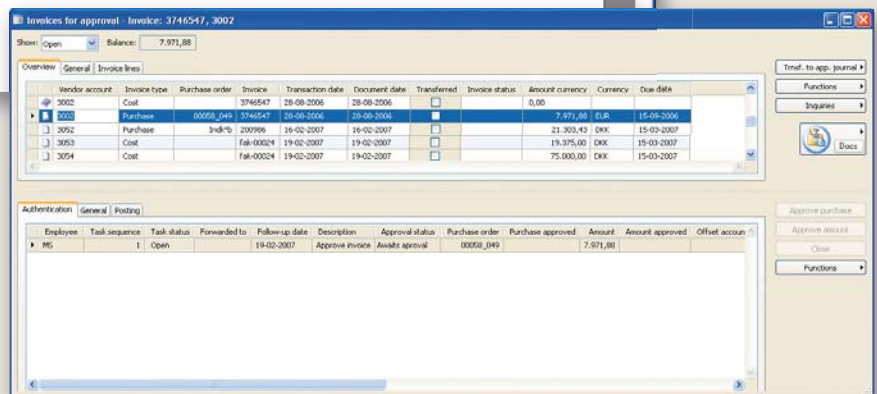 Invoices for approval - Invoice: 3746547, 3002
Show: Open Balance: 7.971,88
Overview General Invoice lines
Vendor account Invoice type Purchase order Invoice Transaction date Document date Transferred Invoice status Amount currency Currency Due date
3002 Cost 3746547 28-08-2006 28-08-2006 0,00
3002 Purchase 00058_049 3746547 28-08-2006 28-08-2006 7.971,88 EUR 15-09-2006
3052 Purchase Indk*b 200986 16-02-2007 16-02-2007 21.303,43 DKK 15-03-2007
3053 Cost fak-00024 19-02-2007 19-02-2007 19.375,00 DKK 15-03-2007
3054 Cost fak-00024 19-02-2007 19-02-2007 75.000,00 DKK 15-03-2007
Trnsf. to app. journal
Functions
Inquiries
Docs
Authentication General Posting
Employee Task sequence Task status Forwarded to Follow-up date Description Approval status Purchase order Purchase approved Amount Amount approved Offset accoun
MS 1 Open 19-02-2007 Approve invoice Awaits aproval 00058_049 7.971,88
Approve purchase
Approve amount
Close
Functions